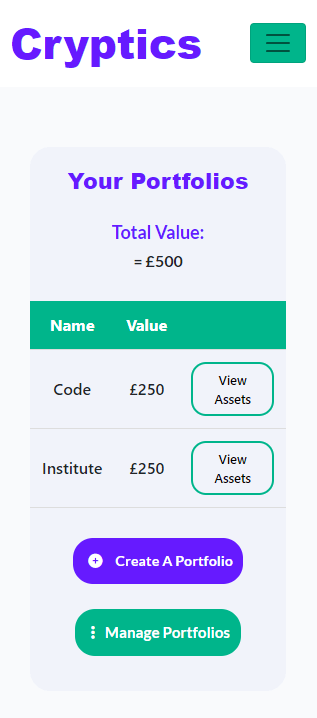 Cryptics
Your Portfolios
Total Value:
= £500
Name Value
Code £250 View
Assets
Institute £250 View
Assets
Create A Portfolio
Manage Portfolios